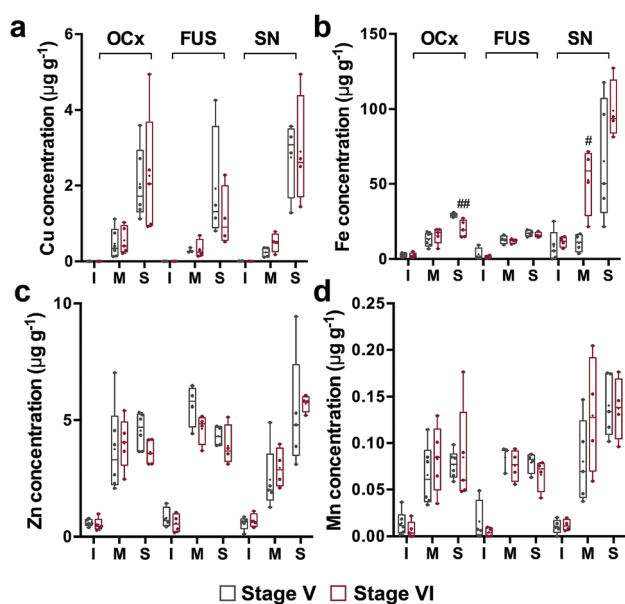 a
OCx FUS SN
Cu concentration (µg g⁻¹)
6
4
2
0
I M S I M S I M S
b
OCx FUS SN
Fe concentration (µg g⁻¹)
150
100
50
0
##
#
I M S I M S I M S
c
Zn concentration (µg g⁻¹)
10
5
0
I M S I M S I M S
d
Mn concentration (µg g⁻¹)
0.25
0.20
0.15
0.10
0.05
0.00
I M S I M S I M S
Stage V Stage VI